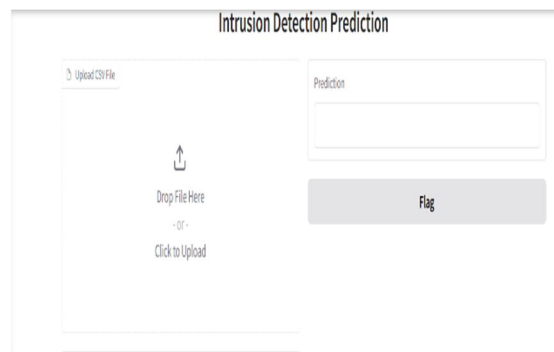 Intrusion Detection Prediction
Upload CSV File
Drop File Here
- or -
Click to Upload
Prediction
Flag